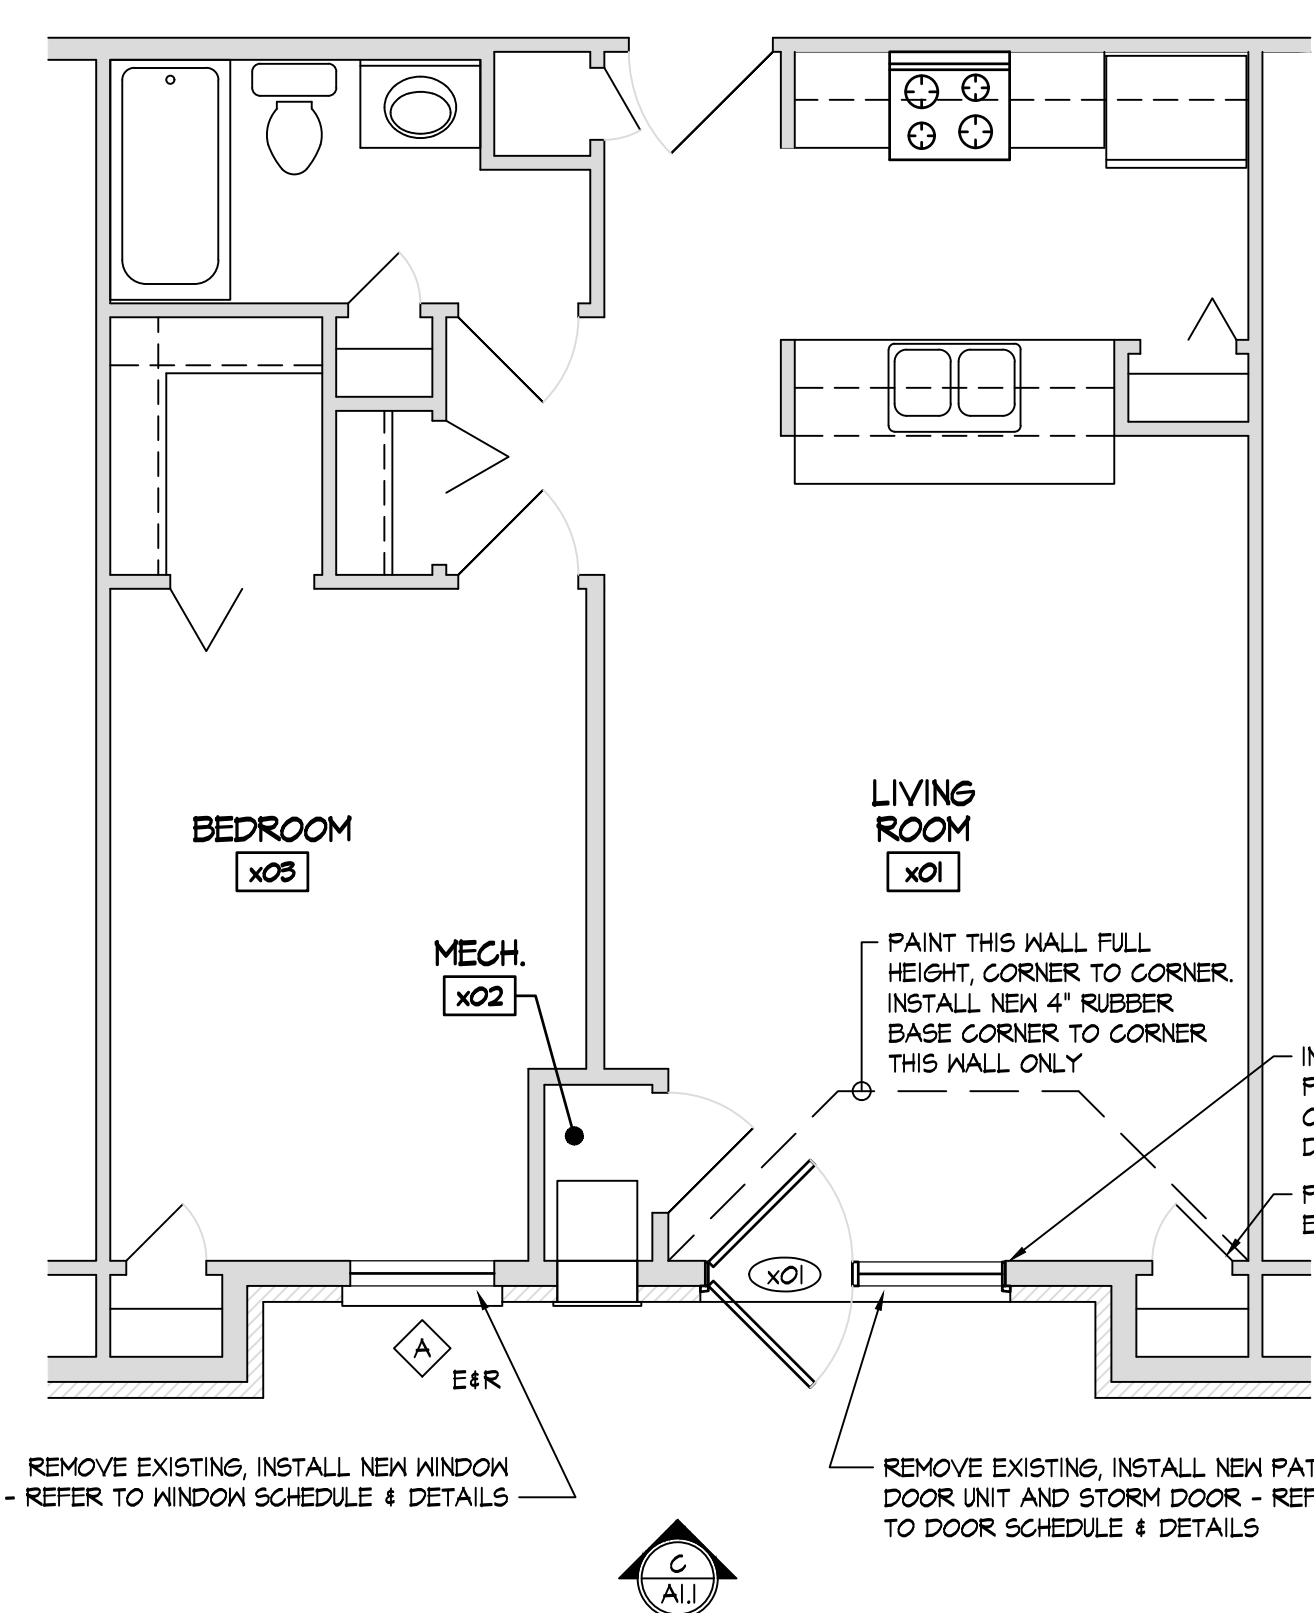 LIVING
ROOM
x01
BEDROOM
x03
MECH.
x02
PAINT THIS WALL FULL
HEIGHT, CORNER TO CORNER.
INSTALL NEW 4" RUBBER
BASE CORNER TO CORNER
THIS WALL ONLY
x01
A
E&R
REMOVE EXISTING, INSTALL NEW WINDOW
- REFER TO WINDOW SCHEDULE & DETAILS
REMOVE EXISTING, INSTALL NEW
DOOR UNIT AND STORM DOOR -
TO DOOR SCHEDULE & DETAILS
C
A1.1